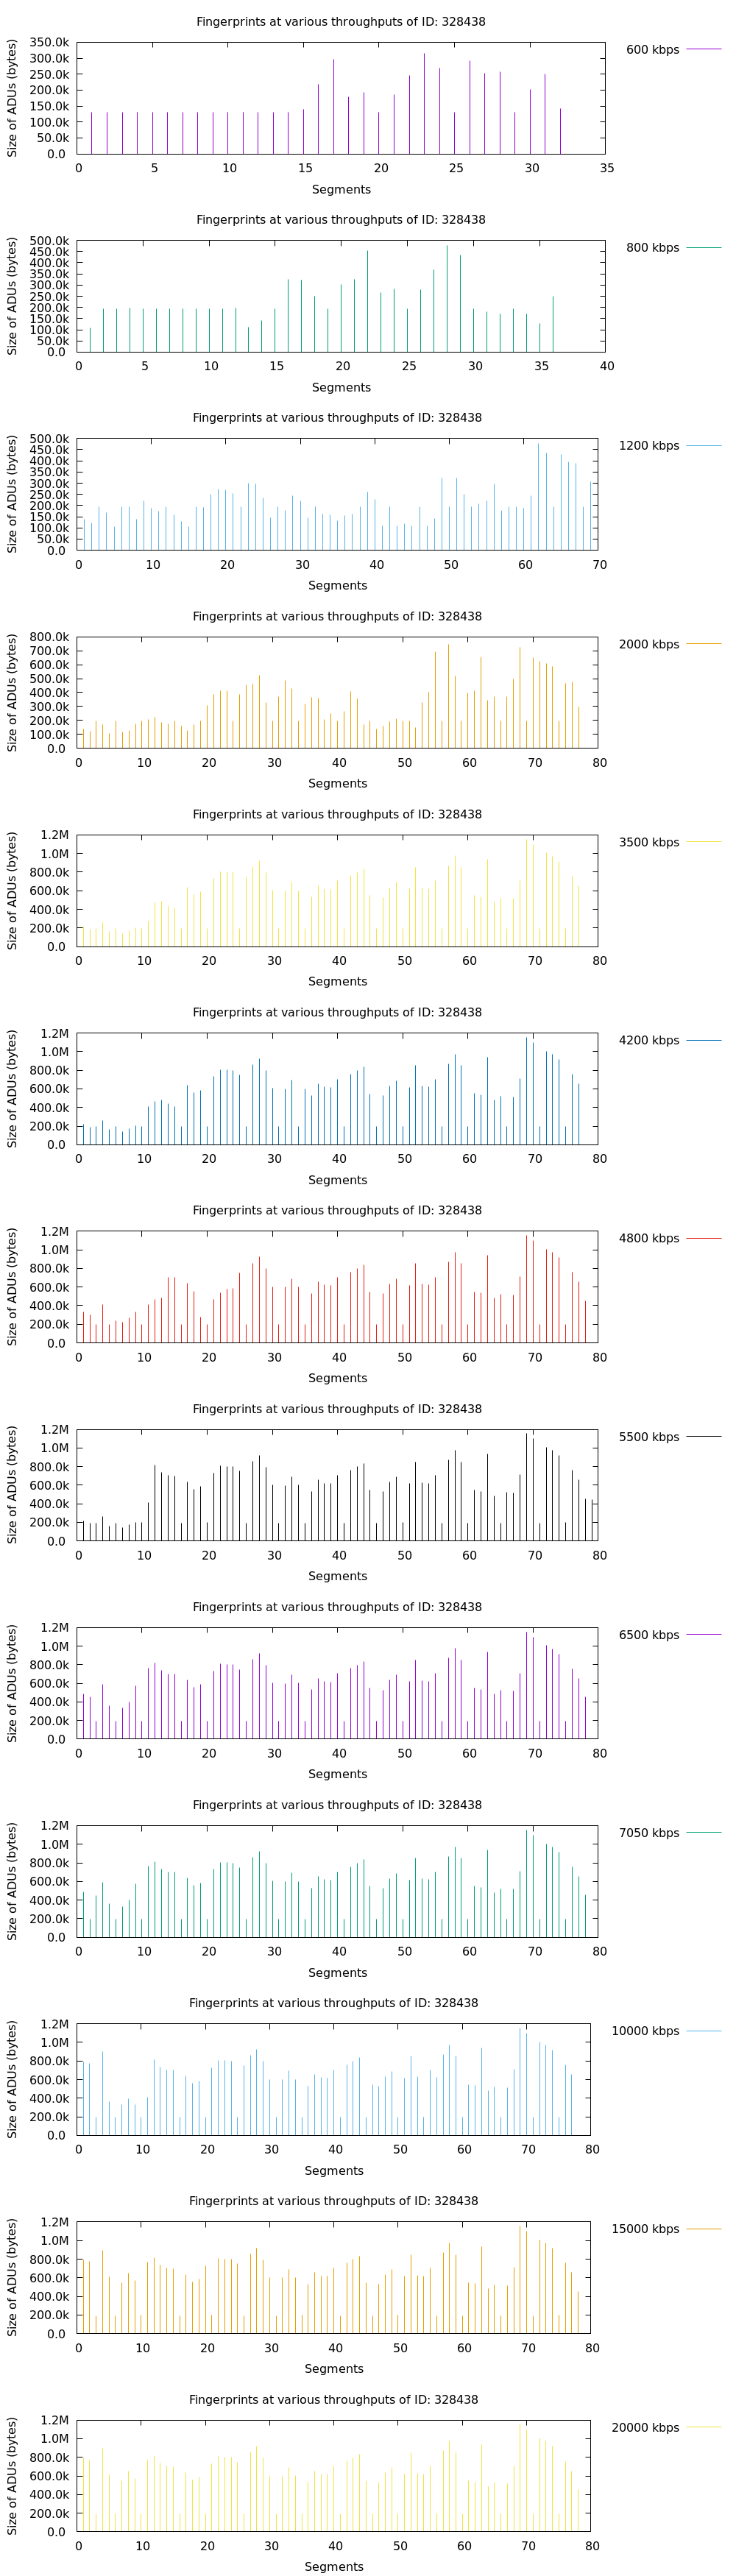 Fingerprints at various throughputs of ID: 328438
600 kbps
Size of ADUs (bytes)
350.0k
300.0k
250.0k
200.0k
150.0k
100.0k
50.0k
0.0
0 5 10 15 20 25 30 35
Segments
Fingerprints at various throughputs of ID: 328438
800 kbps
Size of ADUs (bytes)
500.0k
450.0k
400.0k
350.0k
300.0k
250.0k
200.0k
150.0k
100.0k
50.0k
0.0
0 5 10 15 20 25 30 35 40
Segments
Fingerprints at various throughputs of ID: 328438
1200 kbps
Size of ADUs (bytes)
500.0k
450.0k
400.0k
350.0k
300.0k
250.0k
200.0k
150.0k
100.0k
50.0k
0.0
0 10 20 30 40 50 60 70
Segments
Fingerprints at various throughputs of ID: 328438
2000 kbps
Size of ADUs (bytes)
800.0k
700.0k
600.0k
500.0k
400.0k
300.0k
200.0k
100.0k
0.0
0 10 20 30 40 50 60 70 80
Segments
Fingerprints at various throughputs of ID: 328438
3500 kbps
Size of ADUs (bytes)
1.2M
1.0M
800.0k
600.0k
400.0k
200.0k
0.0
0 10 20 30 40 50 60 70 80
Segments
Fingerprints at various throughputs of ID: 328438
4200 kbps
Size of ADUs (bytes)
1.2M
1.0M
800.0k
600.0k
400.0k
200.0k
0.0
0 10 20 30 40 50 60 70 80
Segments
Fingerprints at various throughputs of ID: 328438
4800 kbps
Size of ADUs (bytes)
1.2M
1.0M
800.0k
600.0k
400.0k
200.0k
0.0
0 10 20 30 40 50 60 70 80
Segments
Fingerprints at various throughputs of ID: 328438
5500 kbps
Size of ADUs (bytes)
1.2M
1.0M
800.0k
600.0k
400.0k
200.0k
0.0
0 10 20 30 40 50 60 70 80
Segments
Fingerprints at various throughputs of ID: 328438
6500 kbps
Size of ADUs (bytes)
1.2M
1.0M
800.0k
600.0k
400.0k
200.0k
0.0
0 10 20 30 40 50 60 70 80
Segments
Fingerprints at various throughputs of ID: 328438
7050 kbps
Size of ADUs (bytes)
1.2M
1.0M
800.0k
600.0k
400.0k
200.0k
0.0
0 10 20 30 40 50 60 70 80
Segments
Fingerprints at various throughputs of ID: 328438
10000 kbps
Size of ADUs (bytes)
1.2M
1.0M
800.0k
600.0k
400.0k
200.0k
0.0
0 10 20 30 40 50 60 70 80
Segments
Fingerprints at various throughputs of ID: 328438
15000 kbps
Size of ADUs (bytes)
1.2M
1.0M
800.0k
600.0k
400.0k
200.0k
0.0
0 10 20 30 40 50 60 70 80
Segments
Fingerprints at various throughputs of ID: 328438
20000 kbps
Size of ADUs (bytes)
1.2M
1.0M
800.0k
600.0k
400.0k
200.0k
0.0
0 10 20 30 40 50 60 70 80
Segments